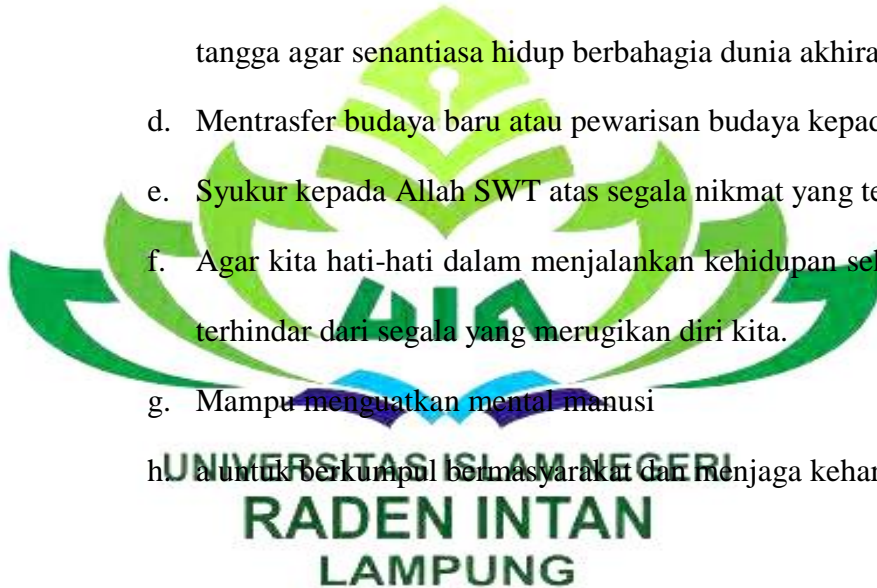 tangga agar senantiasa hidup berbahagia dunia akhira
d. Mentrasfer budaya baru atau pewarisan budaya kepad
e. Syukur kepada Allah SWT atas segala nikmat yang te
f. Agar kita hati-hati dalam menjalankan kehidupan seh
terhindar dari segala yang merugikan diri kita.
g. Mampu menguatkan mental manusi
h. a untuk berkumpul bermasyarakat dan menjaga kehar
UIN
UNIVERSITAS ISLAM NEGERI
RADEN INTAN
LAMPUNG